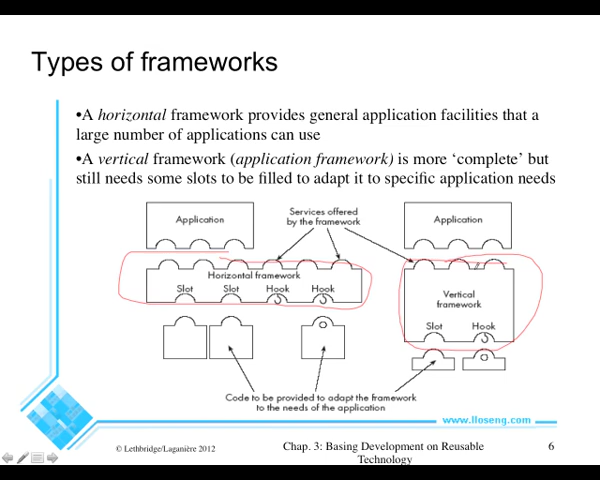 Types of frameworks
•A horizontal framework provides general application facilities that a
large number of applications can use
•A vertical framework (application framework) is more ‘complete’ but
still needs some slots to be filled to adapt it to specific application needs
Application
Services offered
by the framework
Application
Horizontal framework
Slot Slot Hook Hook
Vertical
framework
Slot Hook
Code to be provided to adapt the framework
to the needs of the application
www.lloseng.com
© Lethbridge/Laganière 2012
Chap. 3: Basing Development on Reusable
Technology
6